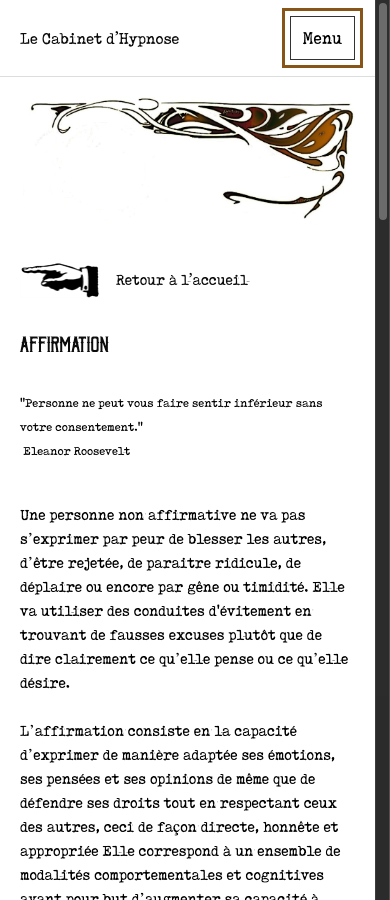 Le Cabinet d’Hypnose
Menu
Retour à l’accueil
AFFIRMATION
"Personne ne peut vous faire sentir inférieur sans
votre consentement."
Eleanor Roosevelt
Une personne non affirmative ne va pas
s’exprimer par peur de blesser les autres,
d’être rejetée, de paraitre ridicule, de
déplaire ou encore par gêne ou timidité. Elle
va utiliser des conduites d'évitement en
trouvant de fausses excuses plutôt que de
dire clairement ce qu’elle pense ou ce qu’elle
désire.
L’affirmation consiste en la capacité
d’exprimer de manière adaptée ses émotions,
ses pensées et ses opinions de même que de
défendre ses droits tout en respectant ceux
des autres, ceci de façon directe, honnête et
appropriée Elle correspond à un ensemble de
modalités comportementales et cognitives
ayant pour but d’augmenter sa capacité à